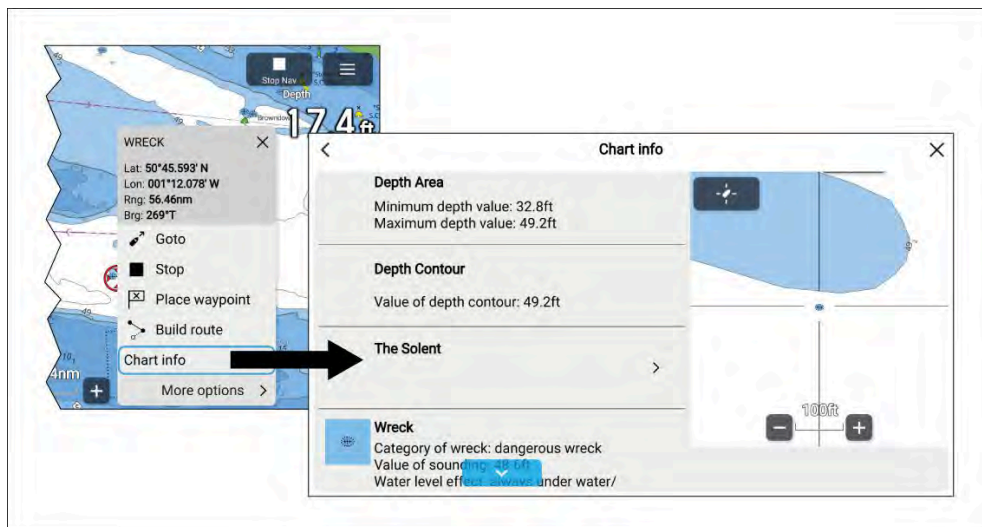 Stop Nav
Depth
17.4ft
WRECK
Lat: 50°45.593' N
Lon: 001°12.078' W
Rng: 56.46nm
Brg: 269°T
Goto
Stop
Place waypoint
Build route
Chart info
More options
4nm
Chart info
Depth Area
Minimum depth value: 32.8ft
Maximum depth value: 49.2ft
Depth Contour
Value of depth contour: 49.2ft
The Solent
Wreck
Category of wreck: dangerous wreck
Value of sounding: 48.6ft
Water level effect: always under water/
100ft